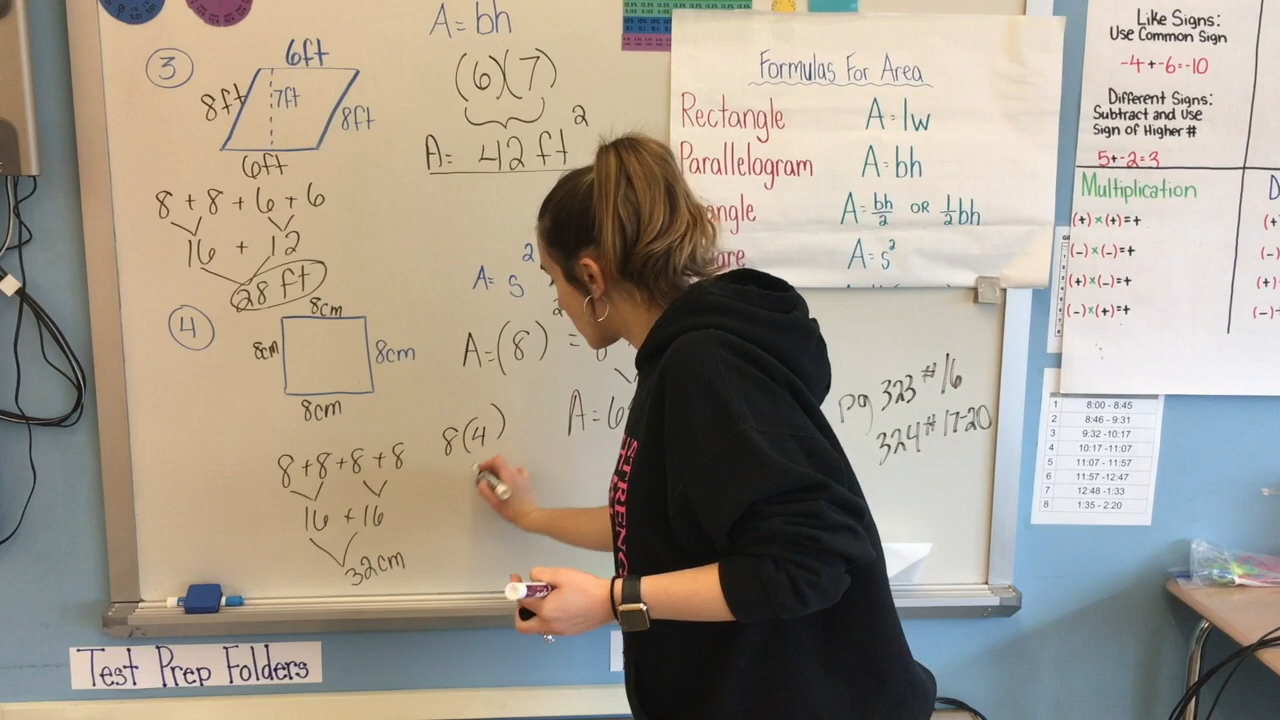 3
6ft
8ft
7ft
8ft
6ft
8 + 8 + 6 + 6
16 + 12
28 ft
A=bh
(6)(7)
A= 42 ft²
4
8cm
8cm
8cm
8cm
8+8+8+8
16 + 16
32cm
A= s²
A=(8)² =
A=6
8(4)
Formulas For Area
Rectangle A=lw
Parallelogram A=bh
angle A=bh/2 OR 1/2bh
are A=s²
pg 323 #16
324 # 17-20
Like Signs:
Use Common Sign
-4+-6=-10
Different Signs:
Subtract and Use
Sign of Higher #
5+-2=3
Multiplication
(+)×(+)=+
(-)×(-)=+
(+)×(-)=+
(-)×(+)=+
D
(+
(-)
(+)
(-)
1 8:00 - 8:45
2 8:46 - 9:31
3 9:32 -10:17
4 10:17 -11:07
5 11:07 - 11:57
6 11:57 -12:47
7 12:48 -1:33
8 1:35 - 2:20
STRENG
Test Prep Folders